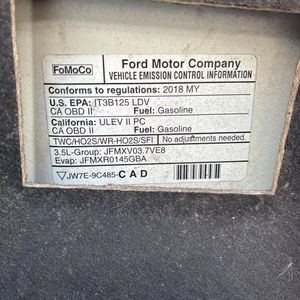 FoMoCo
Ford Motor Company
VEHICLE EMISSION CONTROL INFORMATION
Conforms to regulations: 2018 MY
U.S. EPA: IT3B125 LDV
CA OBD II Fuel: Gasoline
California: ULEV II PC
CA OBD II Fuel: Gasoline
TWC/HO2S/WR-HO2S/SFI No adjustments needed.
3.5L-Group: JFMXV03.7VE8
Evap: JFMXR0145GBA
JW7E-9C485-CAD